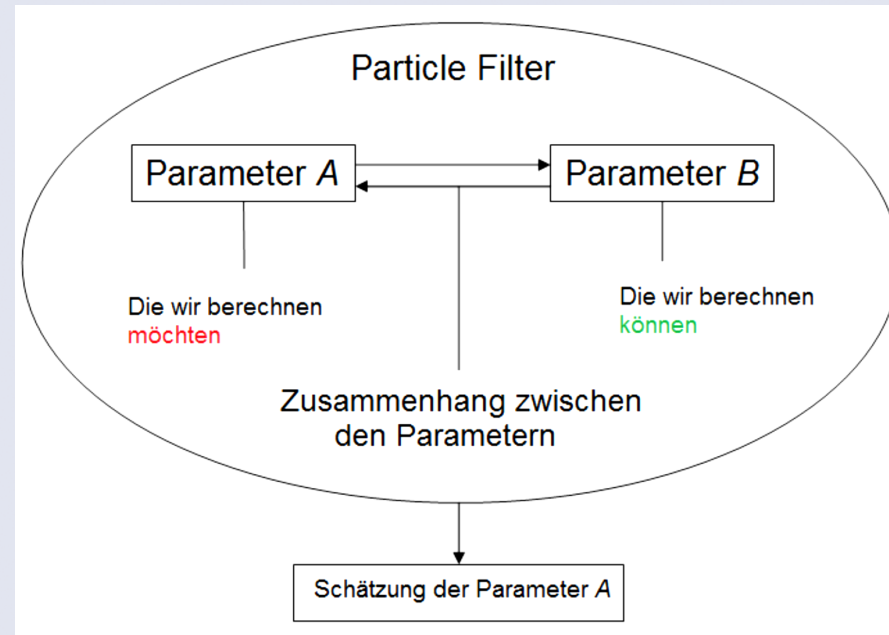 Particle Filter
Parameter A
Parameter B
Die wir berechnen
möchten
Die wir berechnen
können
Zusammenhang zwischen
den Parametern
Schätzung der Parameter A